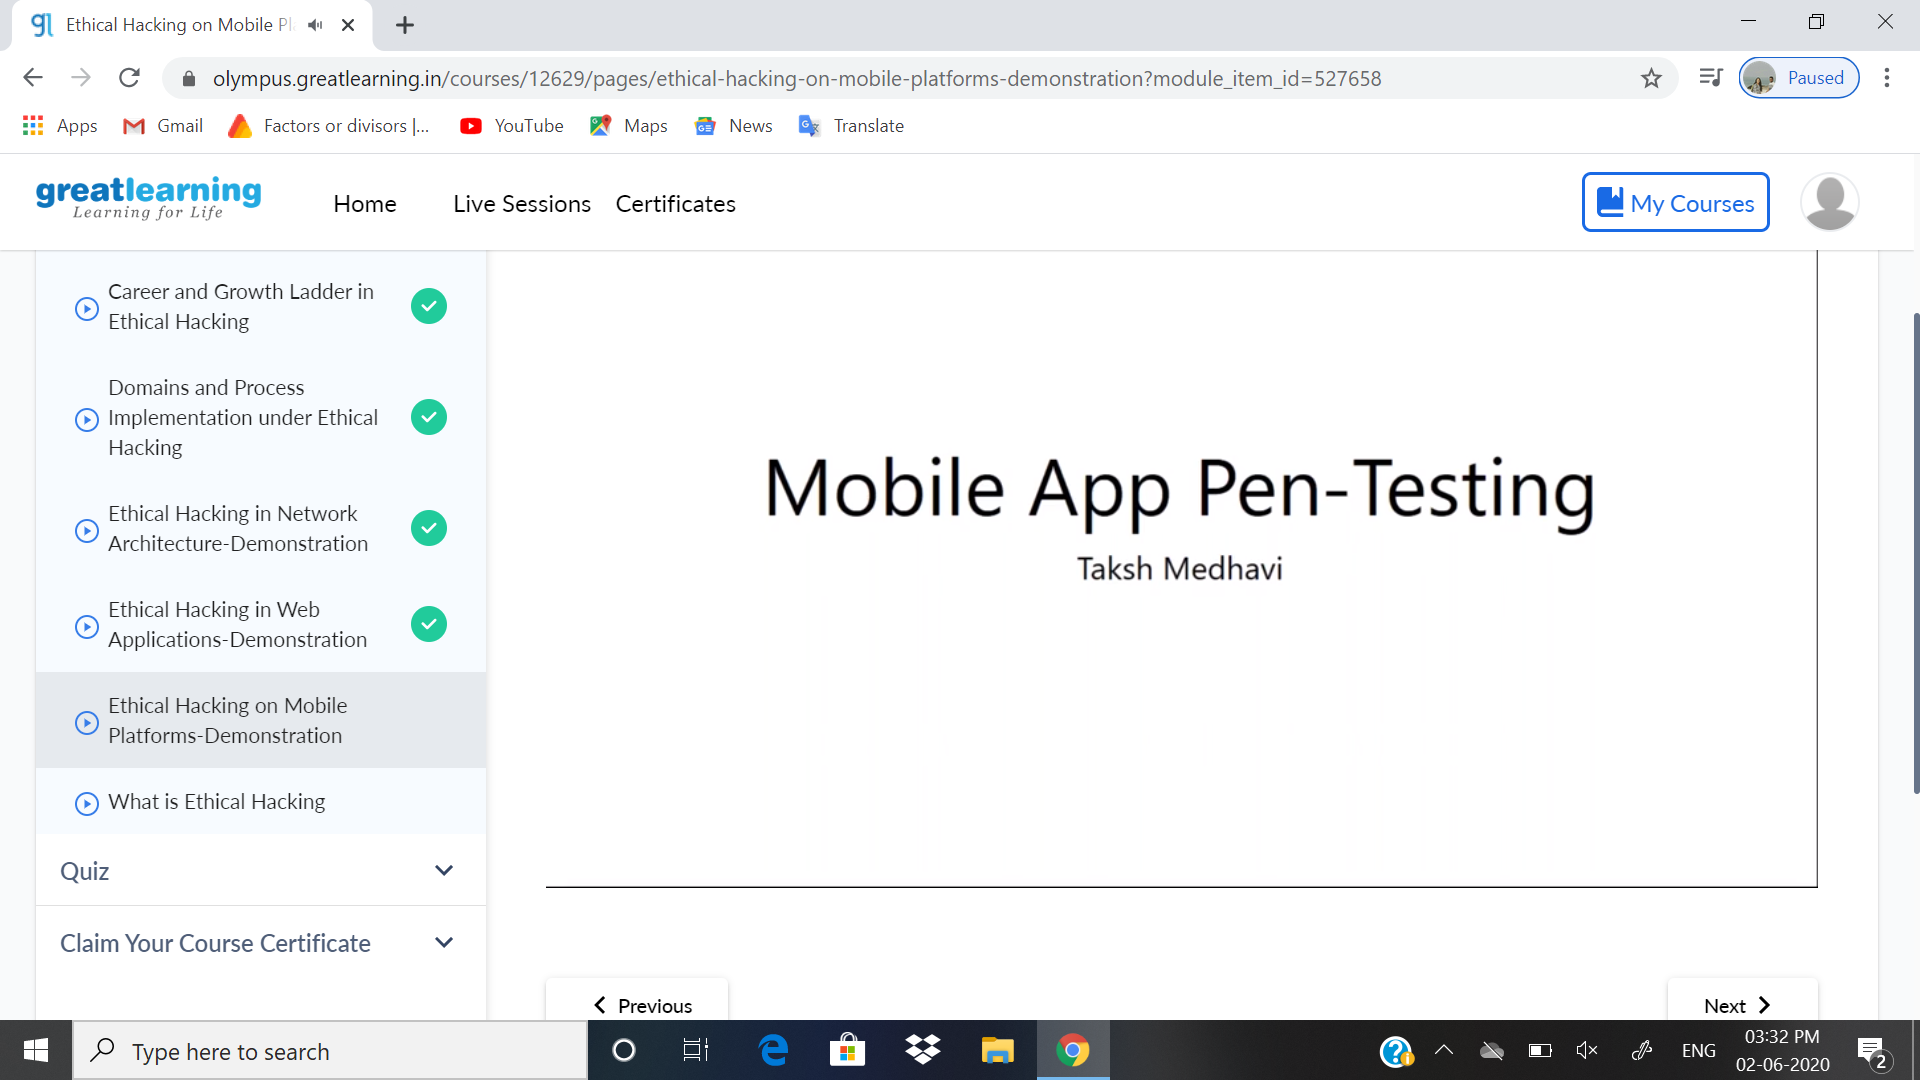 gl Ethical Hacking on Mobile Pl
olympus.greatlearning.in/courses/12629/pages/ethical-hacking-on-mobile-platforms-demonstration?module_item_id=527658
Paused
Apps Gmail Factors or divisors |... YouTube Maps News Translate
greatlearning
Learning for Life
Home Live Sessions Certificates My Courses
Career and Growth Ladder in
Ethical Hacking
Domains and Process
Implementation under Ethical
Hacking
Ethical Hacking in Network
Architecture-Demonstration
Ethical Hacking in Web
Applications-Demonstration
Ethical Hacking on Mobile
Platforms-Demonstration
What is Ethical Hacking
Quiz
Claim Your Course Certificate
Mobile App Pen-Testing
Taksh Medhavi
Previous
Next
Type here to search
ENG
03:32 PM
02-06-2020
2